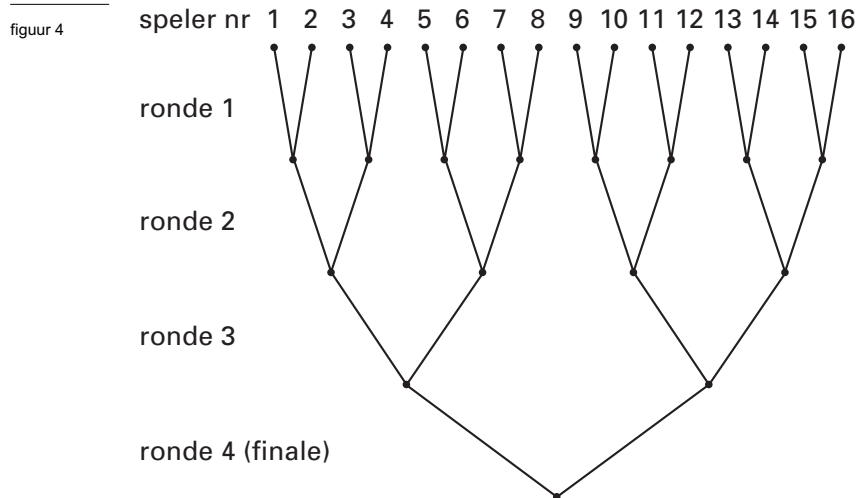 figuur 4
speler nr 1 2 3 4 5 6 7 8 9 10 11 12 13 14 15 16
ronde 1
ronde 2
ronde 3
ronde 4 (finale)